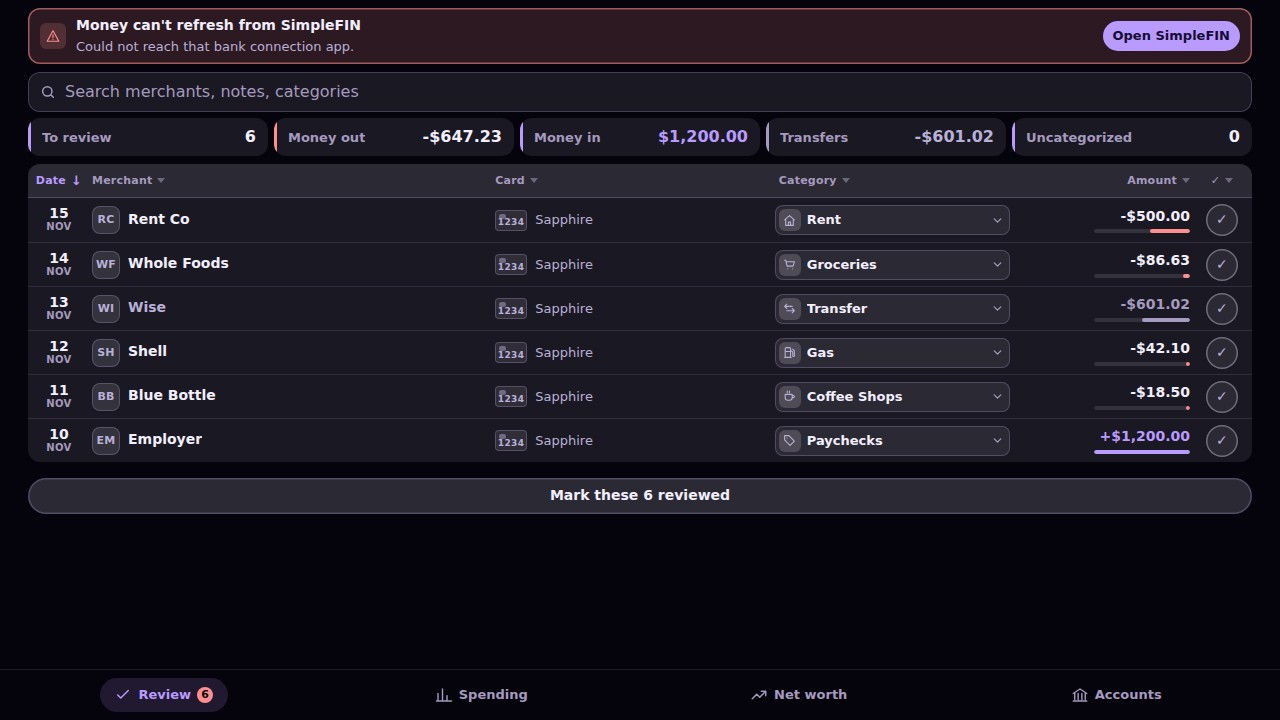 Money can't refresh from SimpleFIN
Could not reach that bank connection app.
Open SimpleFIN
Search merchants, notes, categories
To review 6
Money out -$647.23
Money in $1,200.00
Transfers -$601.02
Uncategorized 0
Date ↓ Merchant Card Category Amount ✓
15 NOV RC Rent Co 1234 Sapphire Rent -$500.00 ✓
14 NOV WF Whole Foods 1234 Sapphire Groceries -$86.63 ✓
13 NOV WI Wise 1234 Sapphire Transfer -$601.02 ✓
12 NOV SH Shell 1234 Sapphire Gas -$42.10 ✓
11 NOV BB Blue Bottle 1234 Sapphire Coffee Shops -$18.50 ✓
10 NOV EM Employer 1234 Sapphire Paychecks +$1,200.00 ✓
Mark these 6 reviewed
Review 6
Spending
Net worth
Accounts